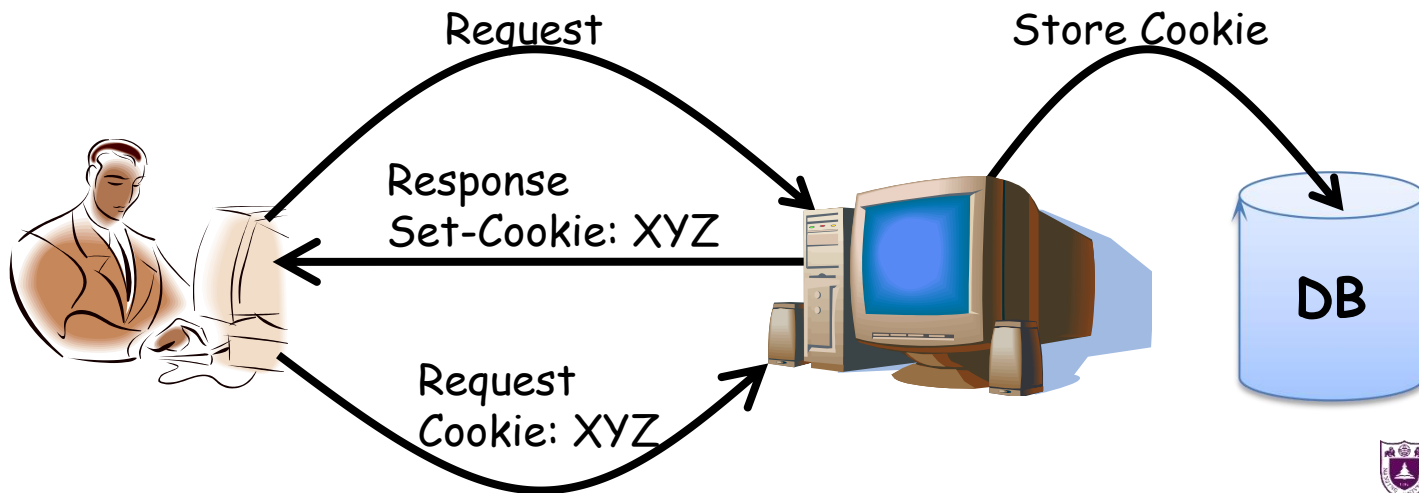 Request
Store Cookie
Response
Set-Cookie: XYZ
DB
Request
Cookie: XYZ